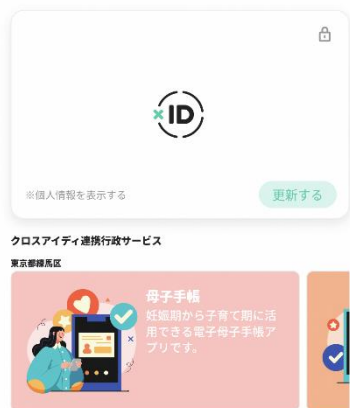 ×ID
※個人情報を表示する
更新する
クロスアイディ連携行政サービス
東京都練馬区
母子手帳
妊娠期から子育て期に活
用できる電子母子手帳ア
プリです。